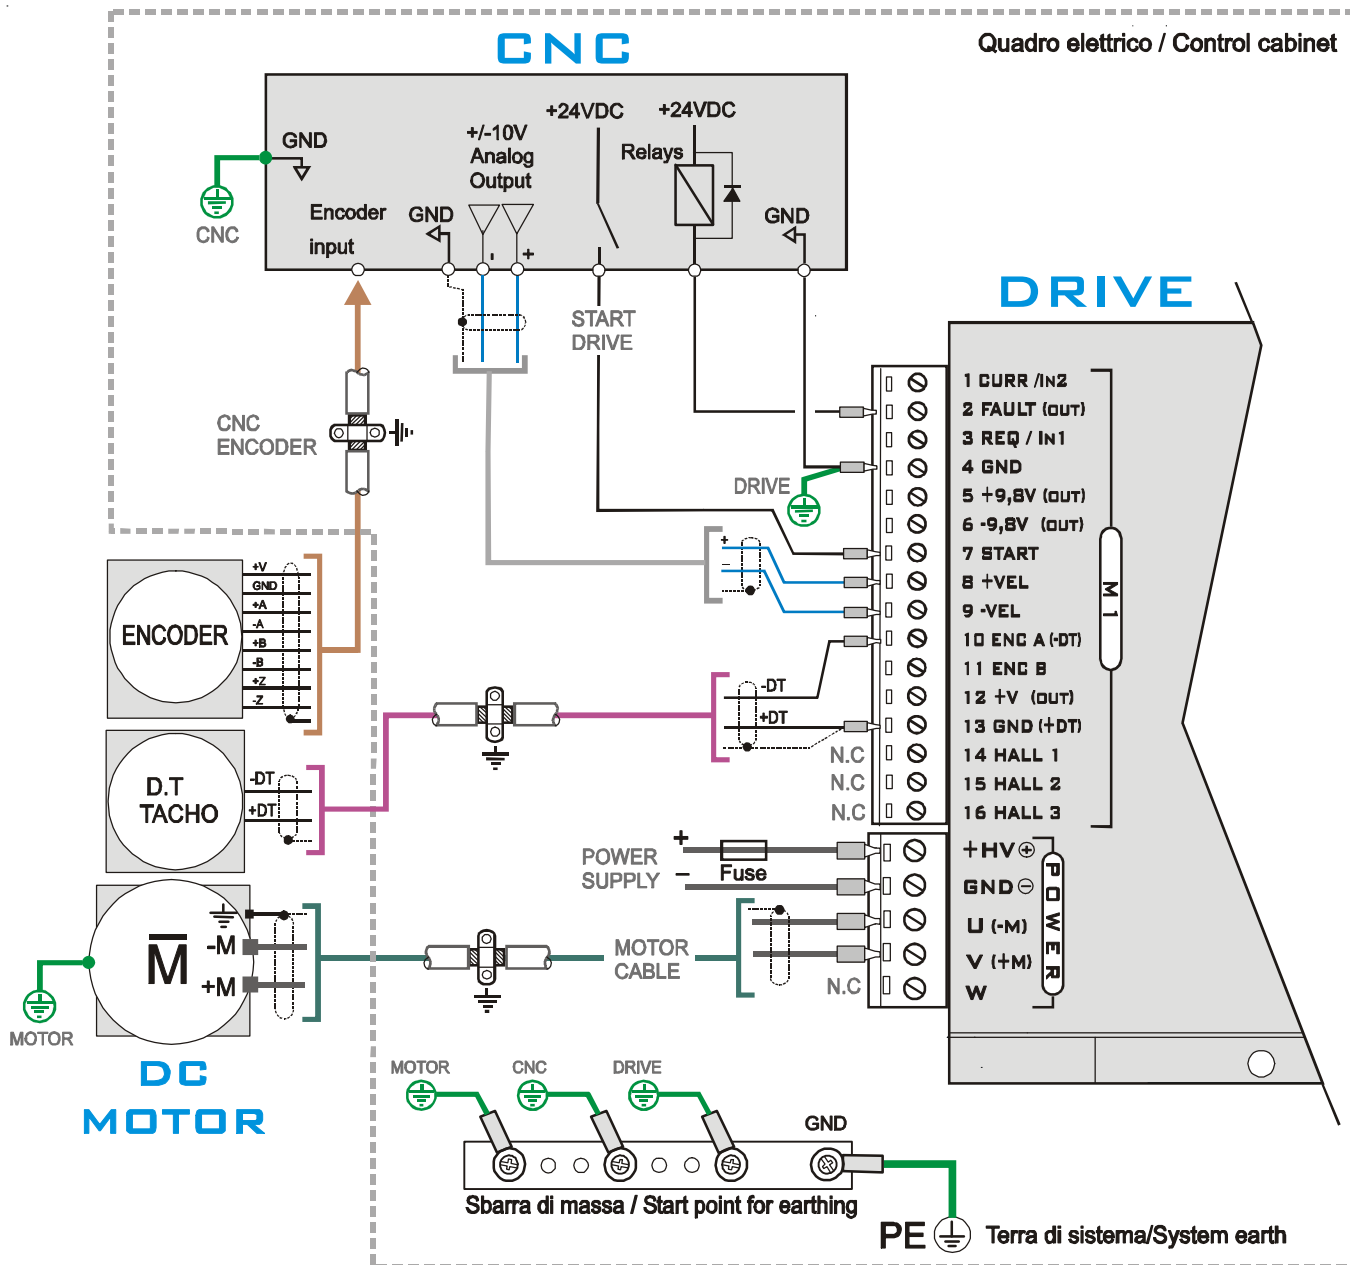 Quadro elettrico / Control cabinet
CNC
GND
+/-10V
Analog
Output
+24VDC
+24VDC
Relays
Encoder
input
GND
GND
- +
CNC
START
DRIVE
CNC
ENCODER
DRIVE
DRIVE
1 CURR /IN2
2 FAULT (OUT)
3 REQ / IN1
4 GND
5 +9,8V (OUT)
6 -9,8V (OUT)
7 START
8 +VEL
9 -VEL
10 ENC A (-DT)
11 ENC B
12 +V (OUT)
13 GND (+DT)
14 HALL 1
15 HALL 2
16 HALL 3
M 1
+
-
-DT
+DT
N.C
N.C
N.C
ENCODER
+V
GND
+A
-A
+B
-B
+Z
-Z
D.T
TACHO
-DT
+DT
POWER
SUPPLY
+
-
Fuse
+HV
GND
U (-M)
V (+M)
W
POWER
N.C
MOTOR
CABLE
M
-M
+M
MOTOR
DC
MOTOR
MOTOR
CNC
DRIVE
GND
Sbarra di massa / Start point for earthing
PE
Terra di sistema/System earth